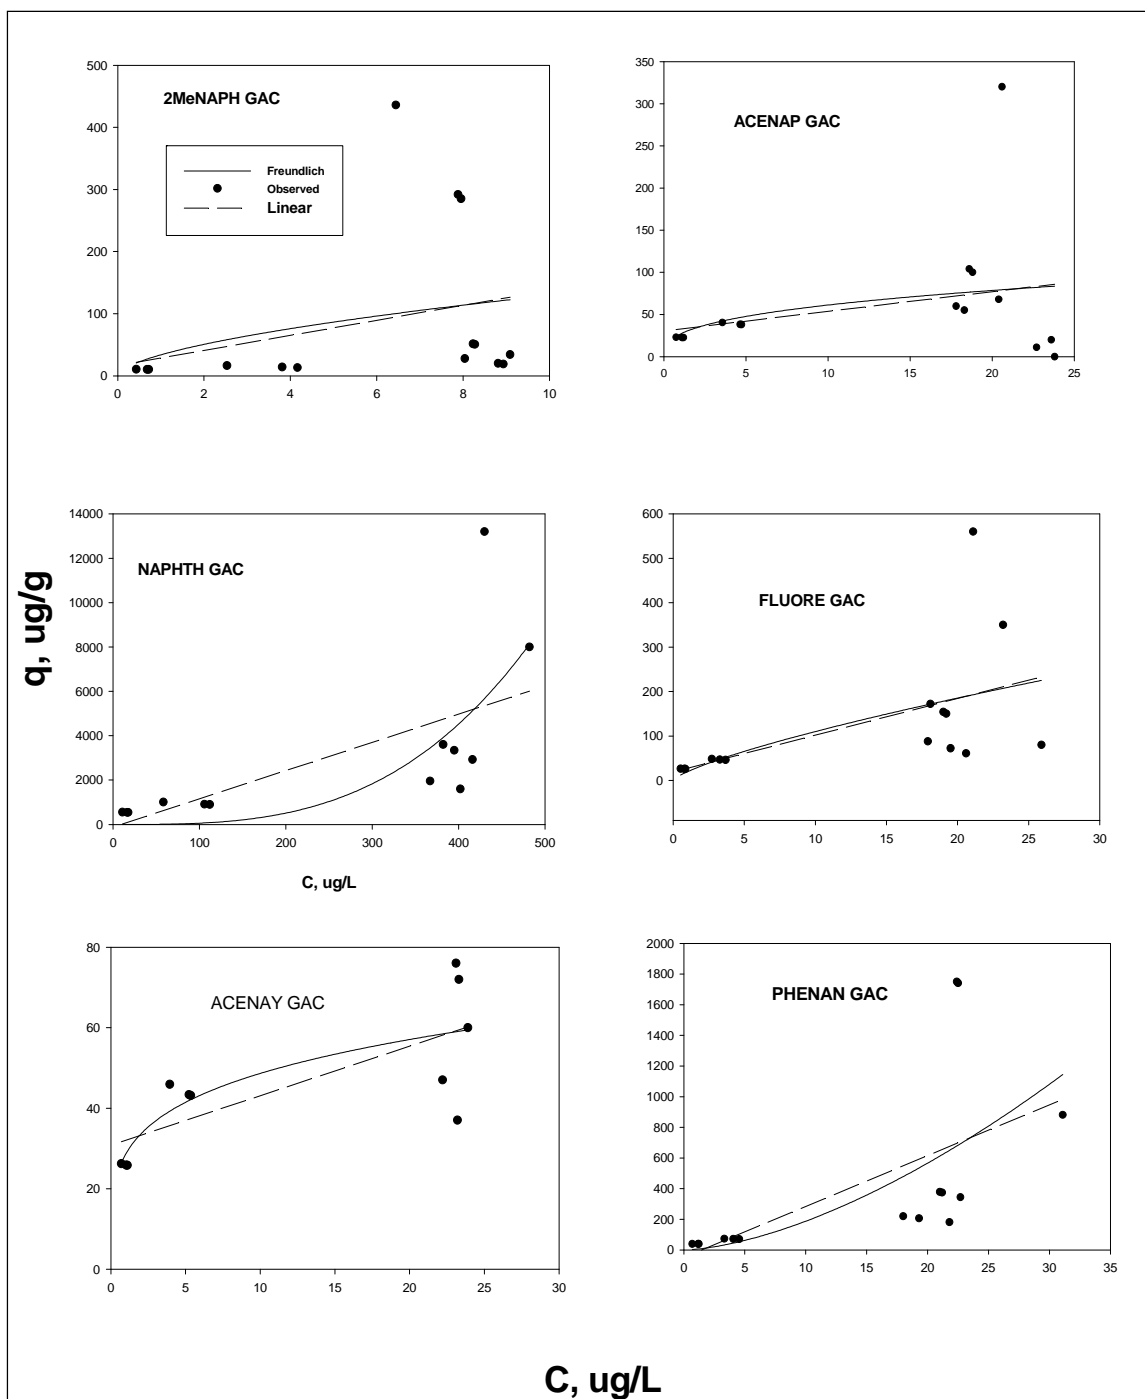 2MeNAPH GAC
500
400
300
200
100
0
0 2 4 6 8 10
Freundlich
Observed
Linear
ACENAP GAC
350
300
250
200
150
100
50
0
0 5 10 15 20 25
q, ug/g
NAPHTH GAC
14000
12000
10000
8000
6000
4000
2000
0
0 100 200 300 400 500
C, ug/L
FLUORE GAC
600
500
400
300
200
100
0
0 5 10 15 20 25 30
ACENAY GAC
80
60
40
20
0
0 5 10 15 20 25 30
PHENAN GAC
2000
1800
1600
1400
1200
1000
800
600
400
200
0
0 5 10 15 20 25 30 35
C, ug/L